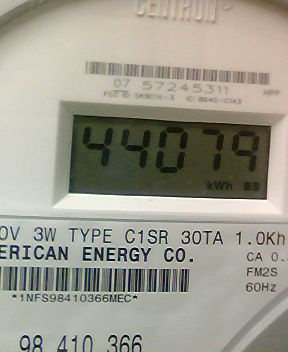 CENTRON®
07 57245311
44079
kWh
0V 3W TYPE C1SR 30TA 1.0Kh
ERICAN ENERGY CO.
CA 0.
FM2S
*1NFS98410366MEC*
60Hz
98 410 366